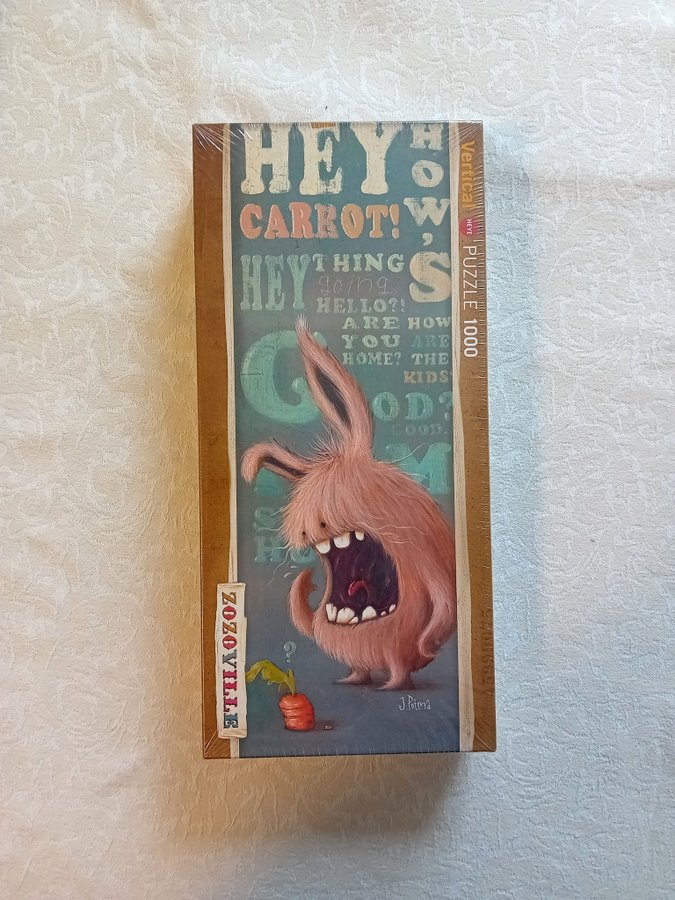 HEY
HOW'S
CARROT!
HEY THING
going
HELLO?!
ARE HOW
YOU ARE
HOME? THE
KIDS
GOOD?
GOOD.
M
?
J. Poima
ZOZOVILLE
Vertical
HEYE
PUZZLE 1000